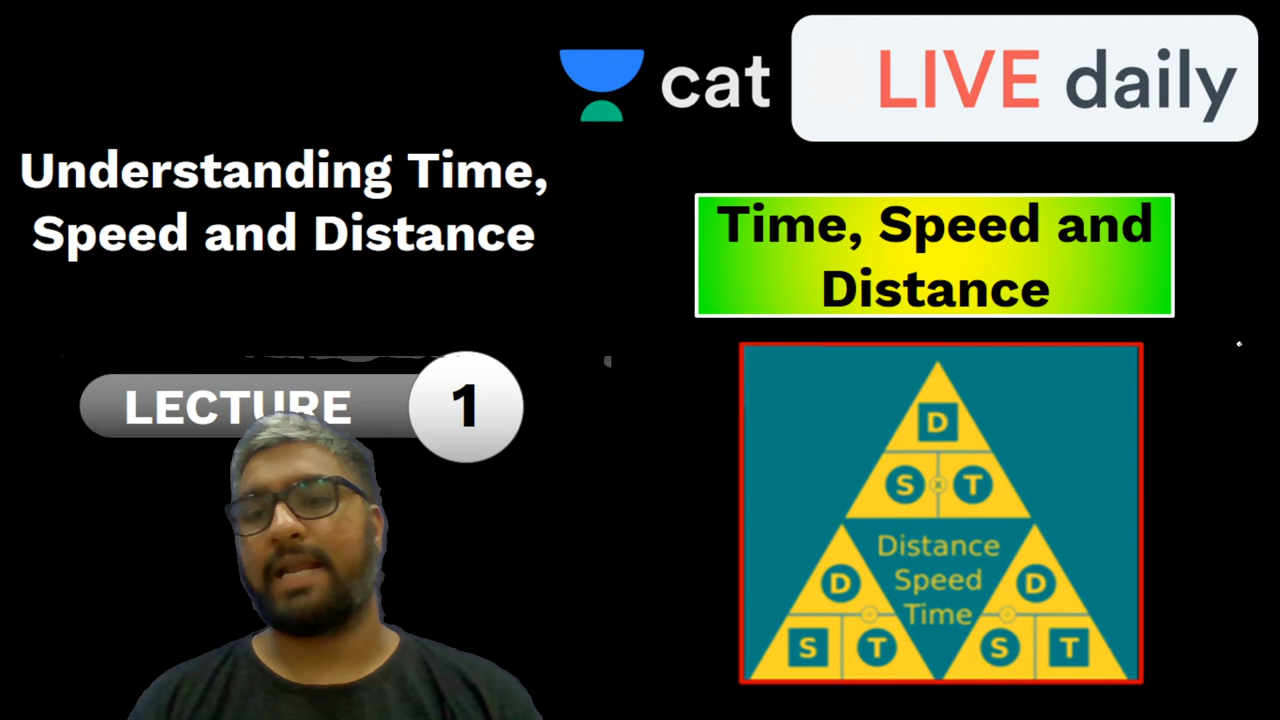 cat LIVE daily
Understanding Time,
Speed and Distance
Time, Speed and
Distance
LECTURE 1
D
S x T
Distance
Speed
Time
D
S T
D
S T